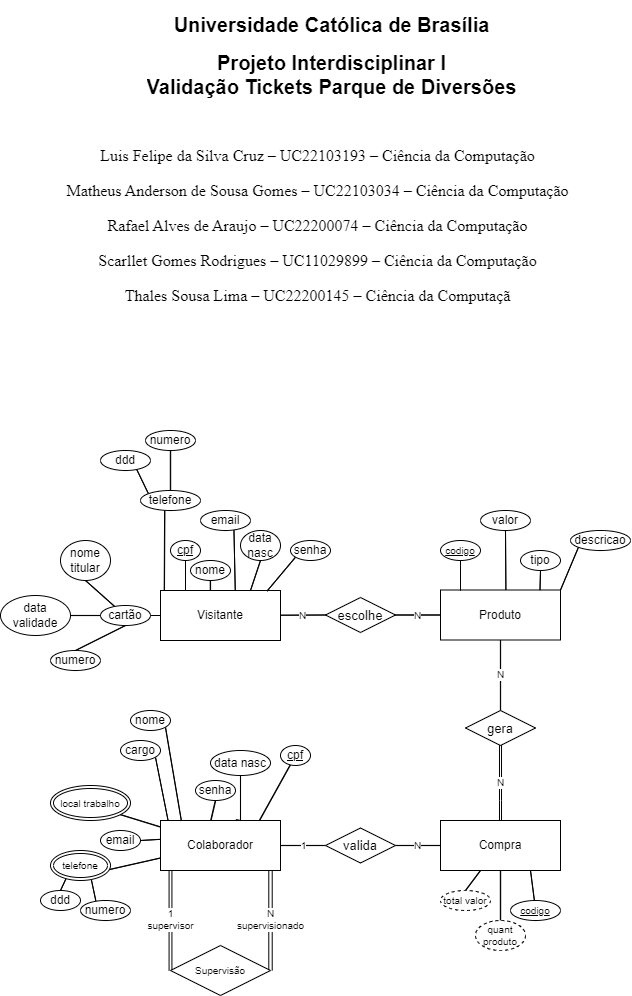 Universidade Católica de Brasília
Projeto Interdisciplinar I
Validação Tickets Parque de Diversões
Luis Felipe da Silva Cruz – UC22103193 – Ciência da Computação
Matheus Anderson de Sousa Gomes – UC22103034 – Ciência da Computação
Rafael Alves de Araujo – UC22200074 – Ciência da Computação
Scarllet Gomes Rodrigues – UC11029899 – Ciência da Computação
Thales Sousa Lima – UC22200145 – Ciência da Computaçã
numero
ddd
telefone
email
cpf
data
nasc
senha
nome
nome
titular
data
validade
cartão
numero
Visitante
N
escolhe
N
valor
codigo
tipo
descricao
Produto
N
gera
N
nome
cargo
data nasc
cpf
senha
local trabalho
email
telefone
ddd
numero
Colaborador
1
valida
N
Compra
total valor
quant
produto
codigo
1
supervisor
N
supervisionado
Supervisão